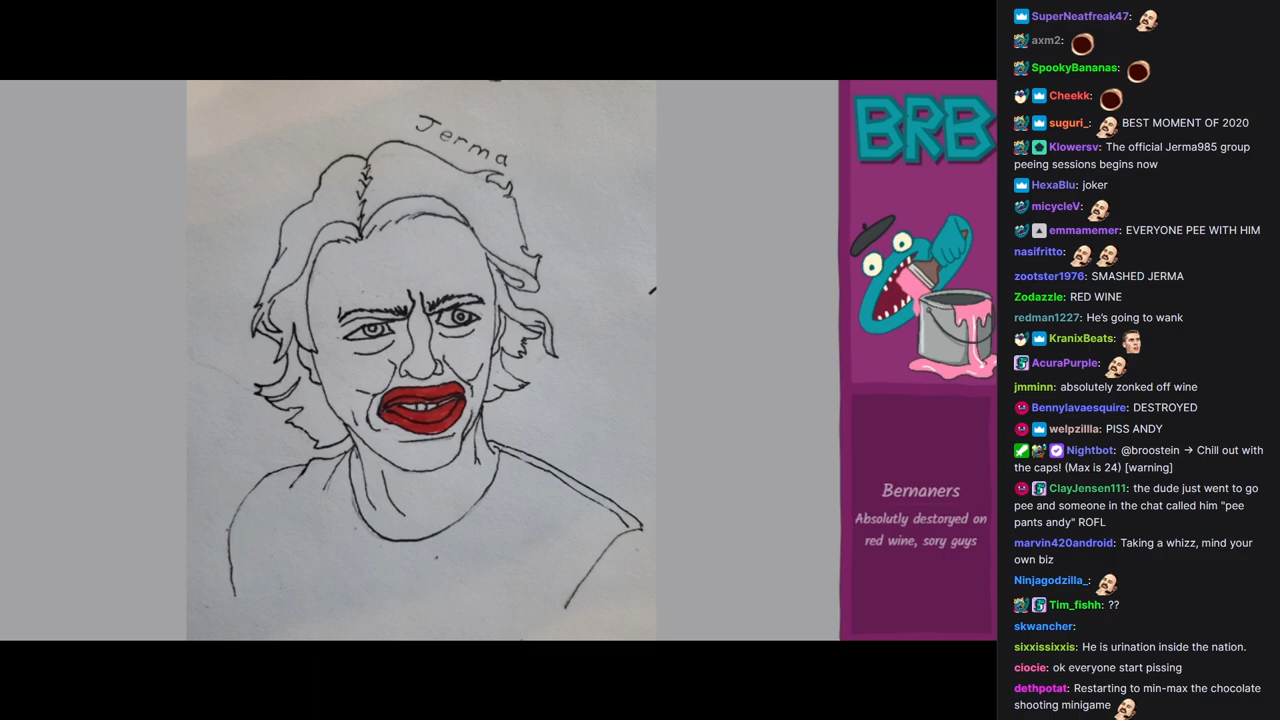 Jerma
BRB
Bernaners
Absolutly destoryed on
red wine, sory guys
SuperNeatfreak47:
axm2:
SpookyBananas:
Cheekk:
suguri_: BEST MOMENT OF 2020
Klowersv: The official Jerma985 group
peeing sessions begins now
HexaBlu: joker
micycleV:
emmamemer: EVERYONE PEE WITH HIM
nasifritto:
zootster1976: SMASHED JERMA
Zodazzle: RED WINE
redman1227: He's going to wank
KranixBeats:
AcuraPurple:
jmminn: absolutely zonked off wine
Bennylavaesquire: DESTROYED
welpzillla: PISS ANDY
Nightbot: @broostein → Chill out with
the caps! (Max is 24) [warning]
ClayJensen111: the dude just went to go
pee and someone in the chat called him "pee
pants andy" ROFL
marvin420android: Taking a whizz, mind your
own biz
Ninjagodzilla_:
Tim_fishh: ??
skwancher:
sixxissixxis: He is urination inside the nation.
ciocie: ok everyone start pissing
dethpotat: Restarting to min-max the chocolate
shooting minigame